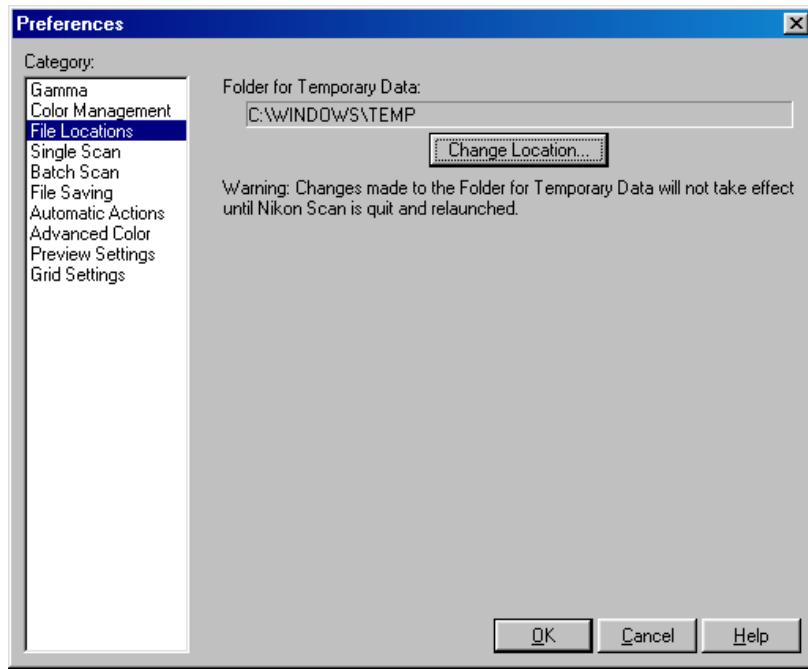 Preferences
Category:
Gamma
Color Management
File Locations
Single Scan
Batch Scan
File Saving
Automatic Actions
Advanced Color
Preview Settings
Grid Settings
Folder for Temporary Data:
C:\WINDOWS\TEMP
Change Location...
Warning: Changes made to the Folder for Temporary Data will not take effect
until Nikon Scan is quit and relaunched.
OK
Cancel
Help